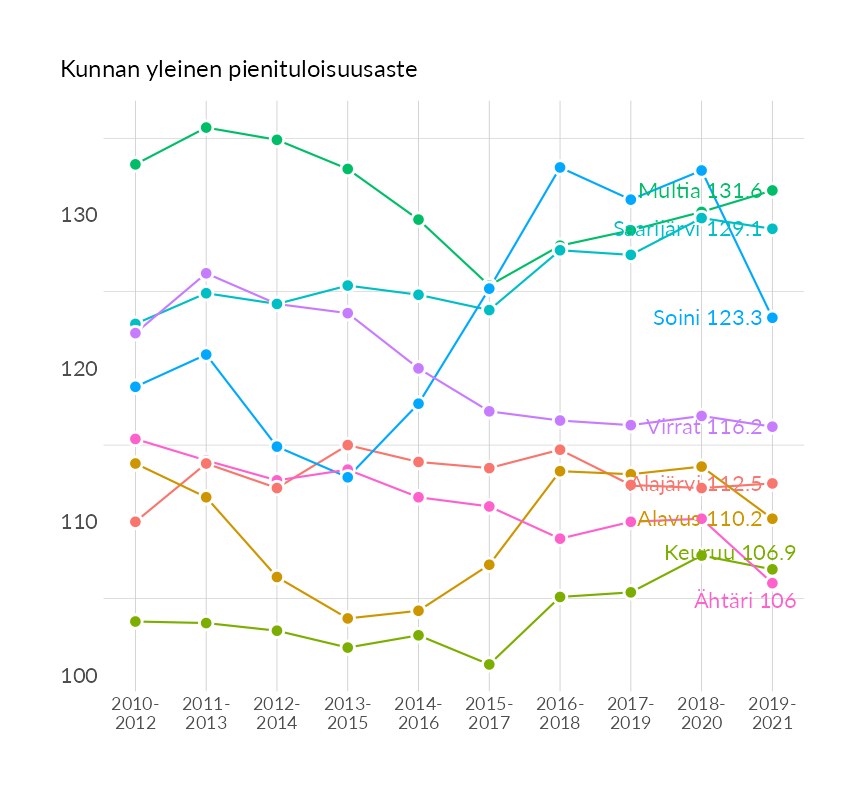 Kunnan yleinen pienituloisuusaste
130
120
110
100
Multia 131.6
Saarijärvi 129.1
Soini 123.3
Virrat 116.2
Alajärvi 112.5
Alavus 110.2
Keuruu 106.9
Ähtäri 106
2010- 2011- 2012- 2013- 2014- 2015- 2016- 2017- 2018- 2019-
2012 2013 2014 2015 2016 2017 2018 2019 2020 2021